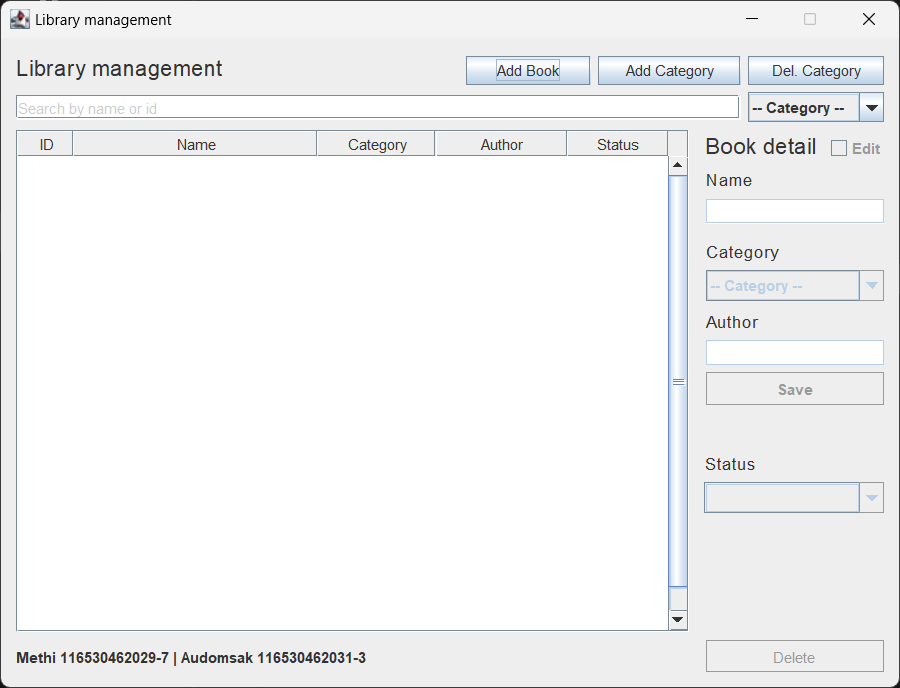 Library management
Library management
Add Book
Add Category
Del. Category
Search by name or id
-- Category --
ID Name Category Author Status
Book detail
Edit
Name
Category
-- Category --
Author
Save
Status
Delete
Methi 116530462029-7 | Audomsak 116530462031-3